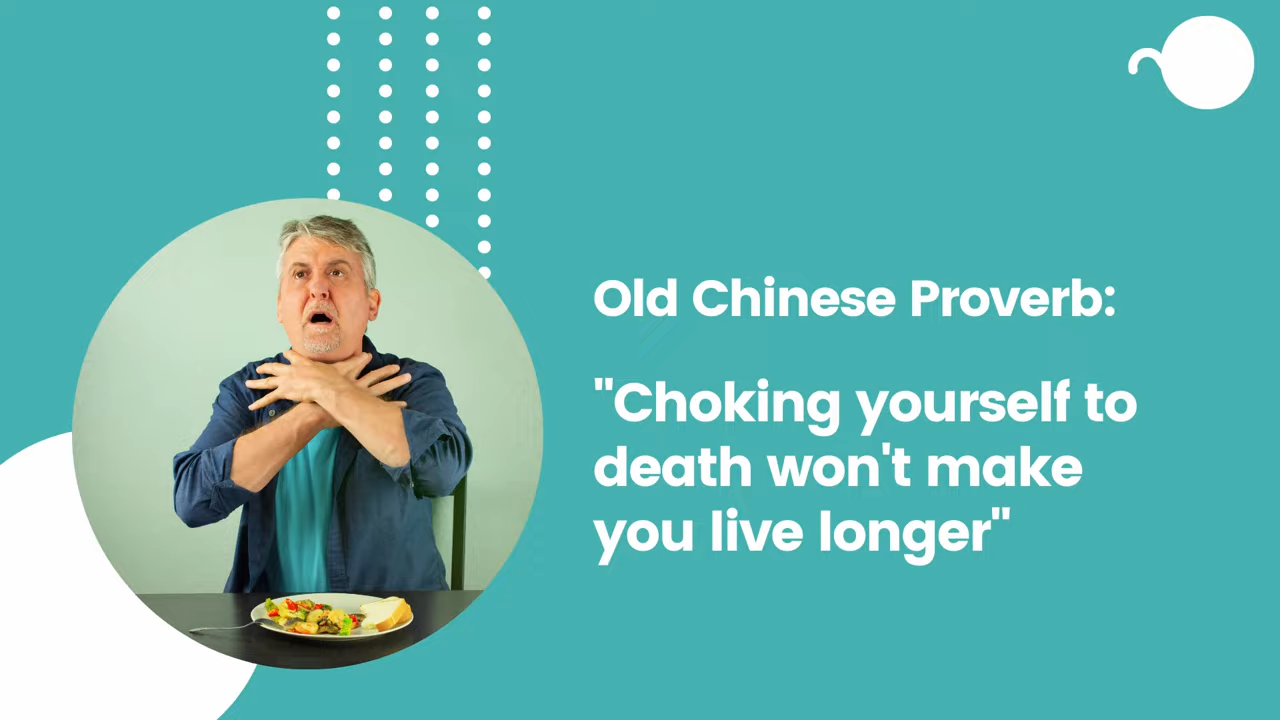 Old Chinese Proverb:
"Choking yourself to
death won't make
you live longer"